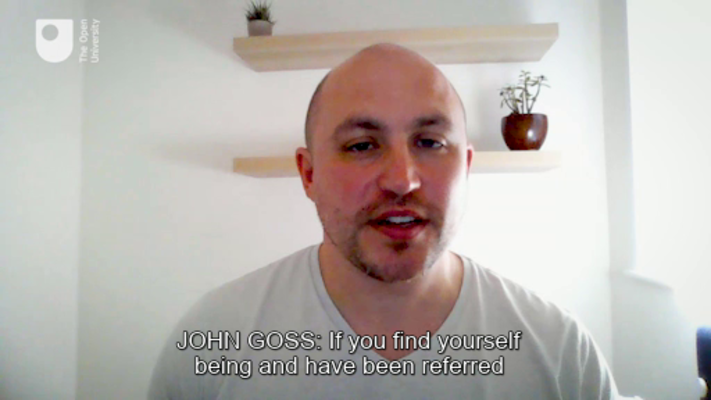 The Open
University
JOHN GOSS: If you find yourself
being and have been referred